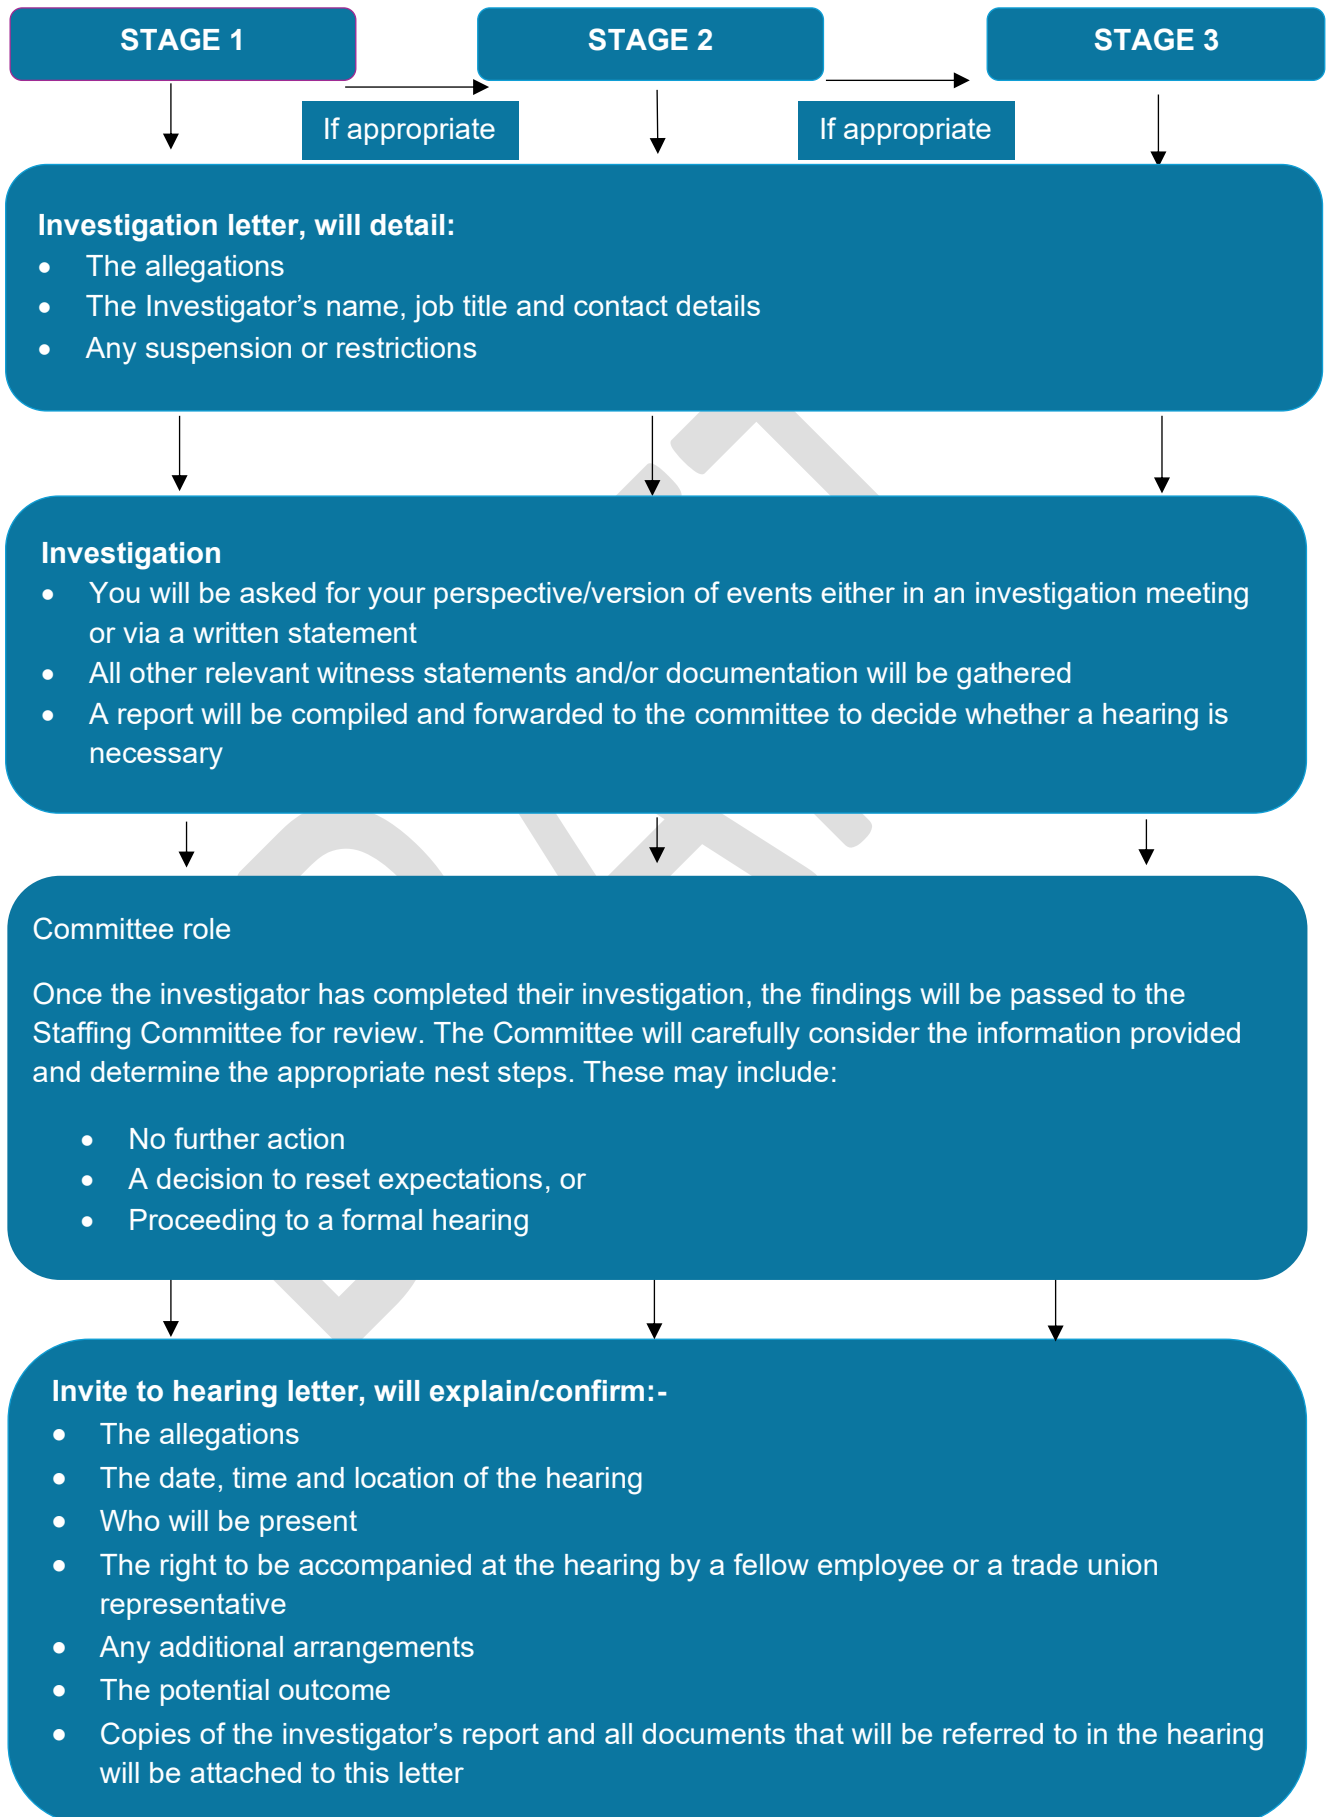 STAGE 1
STAGE 2
STAGE 3
If appropriate
If appropriate
Investigation letter, will detail:
• The allegations
• The Investigator’s name, job title and contact details
• Any suspension or restrictions
Investigation
• You will be asked for your perspective/version of events either in an investigation meeting
or via a written statement
• All other relevant witness statements and/or documentation will be gathered
• A report will be compiled and forwarded to the committee to decide whether a hearing is
necessary
Committee role
Once the investigator has completed their investigation, the findings will be passed to the
Staffing Committee for review. The Committee will carefully consider the information provided
and determine the appropriate nest steps. These may include:
• No further action
• A decision to reset expectations, or
• Proceeding to a formal hearing
Invite to hearing letter, will explain/confirm:-
• The allegations
• The date, time and location of the hearing
• Who will be present
• The right to be accompanied at the hearing by a fellow employee or a trade union
representative
• Any additional arrangements
• The potential outcome
• Copies of the investigator’s report and all documents that will be referred to in the hearing
will be attached to this letter